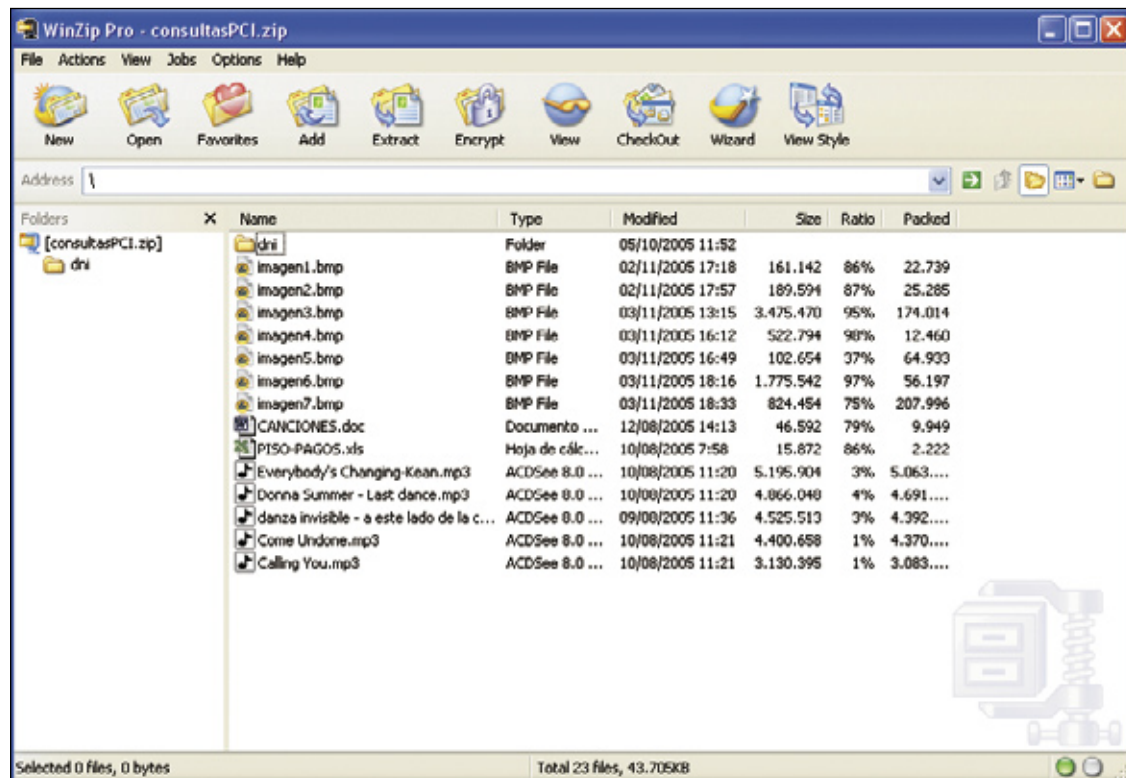 WinZip Pro - consultasPCI.zip
File Actions View Jobs Options Help
New Open Favorites Add Extract Encrypt View CheckOut Wizard View Style
Address \
Folders Name Type Modified Size Ratio Packed
[consultasPCI.zip]
dni
dni Folder 05/10/2005 11:52
imagen1.bmp BMP File 02/11/2005 17:18 161.142 86% 22.739
imagen2.bmp BMP File 02/11/2005 17:57 189.594 87% 25.285
imagen3.bmp BMP File 03/11/2005 13:15 3.475.470 95% 174.014
imagen4.bmp BMP File 03/11/2005 16:12 522.794 98% 12.460
imagen5.bmp BMP File 03/11/2005 16:49 102.654 37% 64.933
imagen6.bmp BMP File 03/11/2005 18:16 1.775.542 97% 56.197
imagen7.bmp BMP File 03/11/2005 18:33 824.454 75% 207.996
CANCIONES.doc Documento ... 12/08/2005 14:13 46.592 79% 9.949
PISO-PAGOS.xls Hoja de cálc... 10/08/2005 7:58 15.872 86% 2.222
Everybody's Changing-Kean.mp3 ACDSee 8.0 ... 10/08/2005 11:20 5.195.904 3% 5.063....
Donna Summer - Last dance.mp3 ACDSee 8.0 ... 10/08/2005 11:20 4.866.048 4% 4.691....
danza invisible - a este lado de la c... ACDSee 8.0 ... 09/08/2005 11:36 4.525.513 3% 4.392....
Come Undone.mp3 ACDSee 8.0 ... 10/08/2005 11:21 4.400.658 1% 4.370....
Calling You.mp3 ACDSee 8.0 ... 10/08/2005 11:21 3.130.395 1% 3.083....
Selected 0 files, 0 bytes Total 23 files, 43.705KB